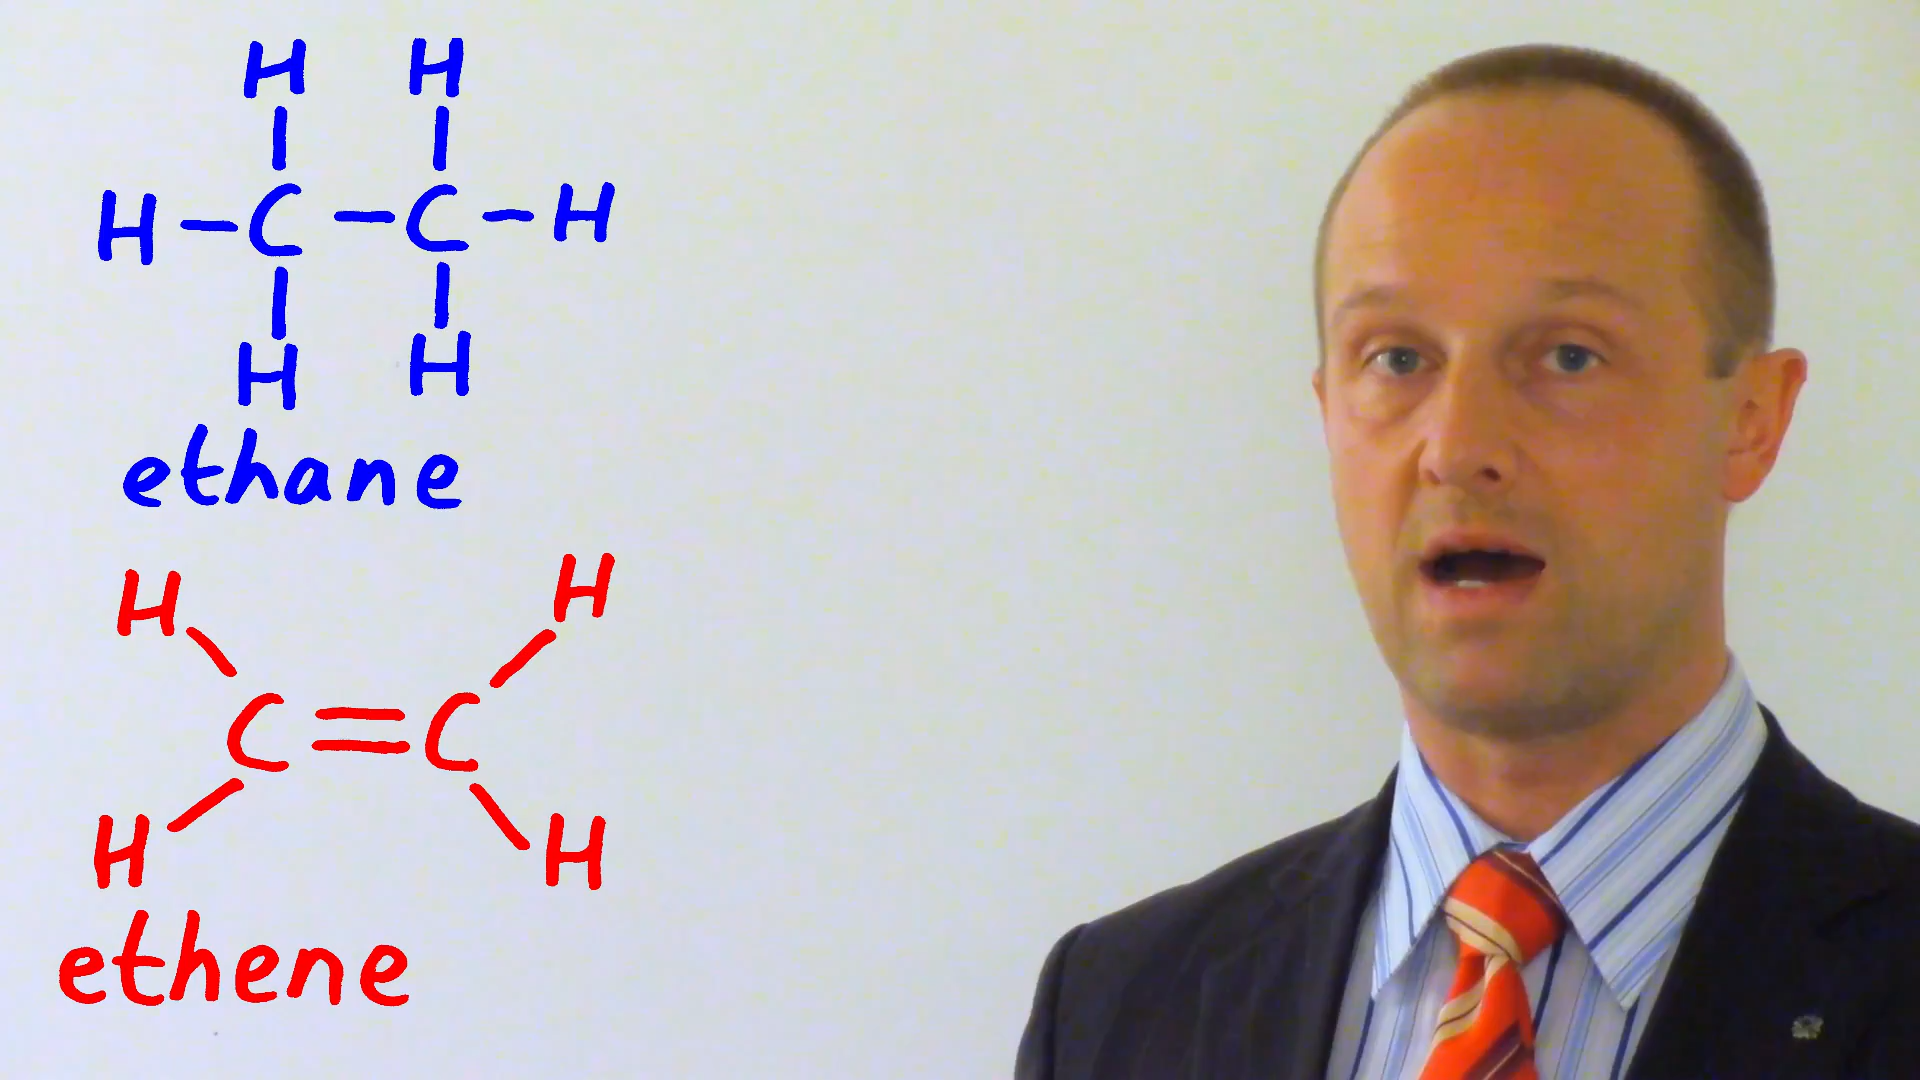 H H
H-C-C-H
H H
ethane
H H
C=C
H H
ethene